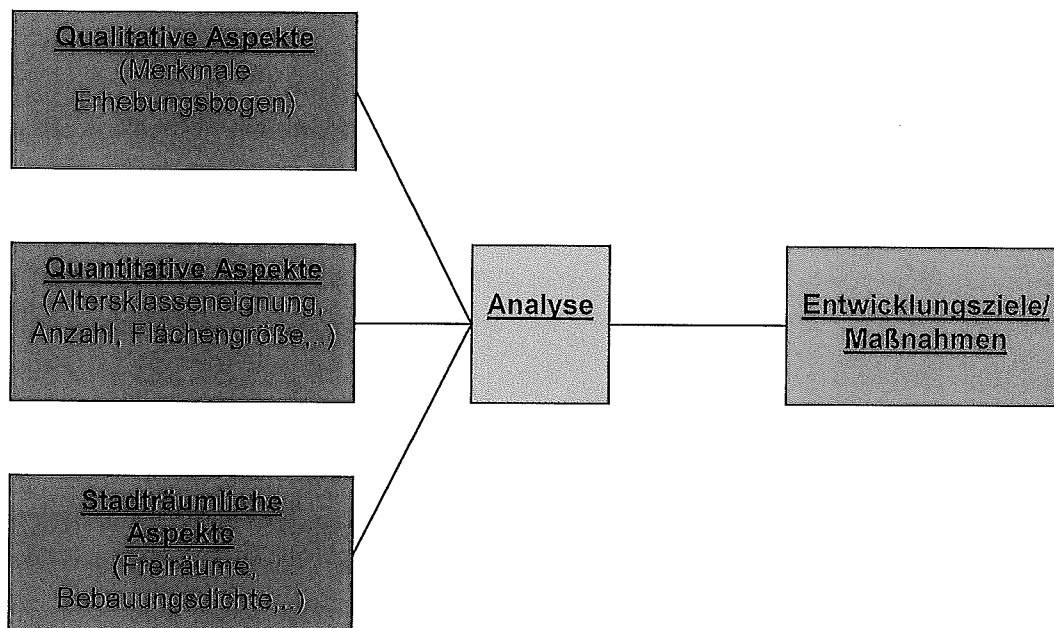 Qualitative Aspekte
(Merkmale
Erhebungsbogen)
Quantitative Aspekte
(Altersklasseneignung,
Anzahl, Flächengröße,..)
Stadträumliche
Aspekte
(Freiräume,
Bebauungsdichte,..)
Analyse
Entwicklungsziele/
Maßnahmen